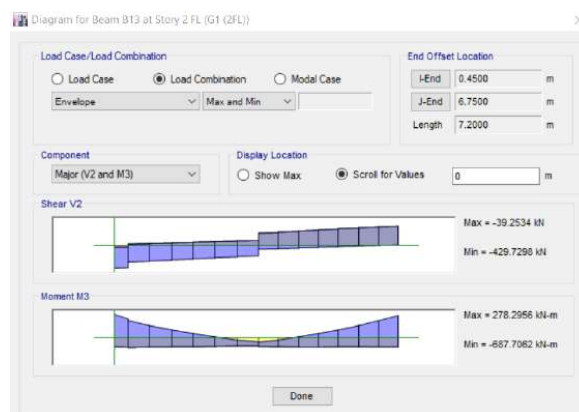 Diagram for Beam B13 at Story 2 FL (G1 (2FL))
Load Case/Load Combination
Load Case Load Combination Modal Case
Envelope Max and Min
End Offset Location
I-End 0.4500 m
J-End 6.7500 m
Length 7.2000 m
Component
Major (V2 and M3)
Display Location
Show Max Scroll for Values 0 m
Shear V2
Max = -39.2534 kN
Min = -429.7298 kN
Moment M3
Max = 278.2956 kN-m
Min = -687.7062 kN-m
Done